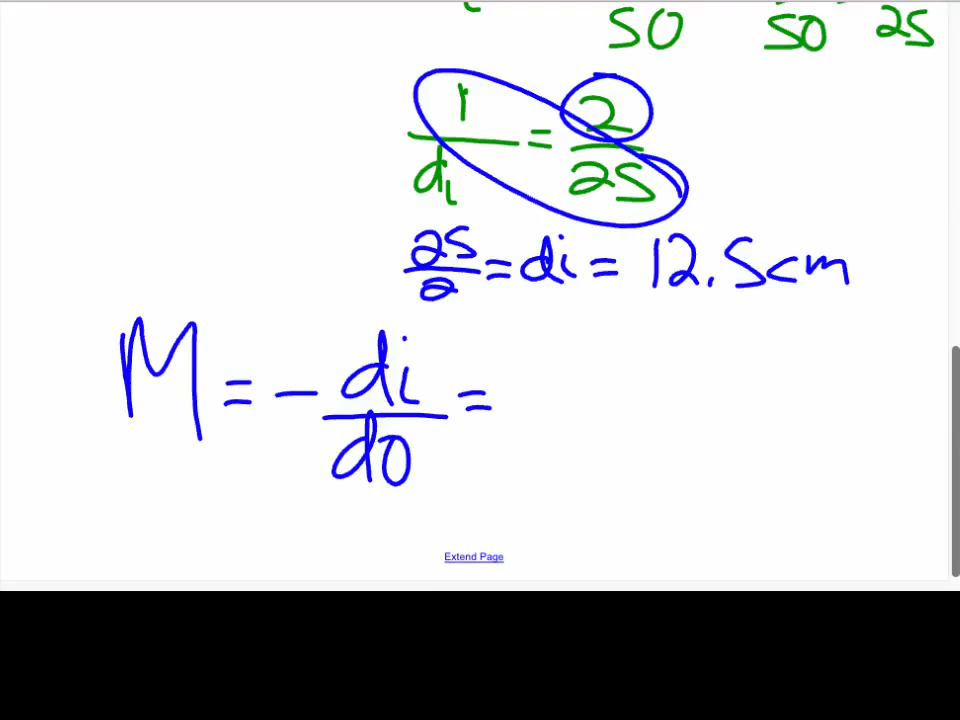 50 50 25
1/di = 2/25
25/2 = di = 12.5cm
M = - di/do =
Extend Page